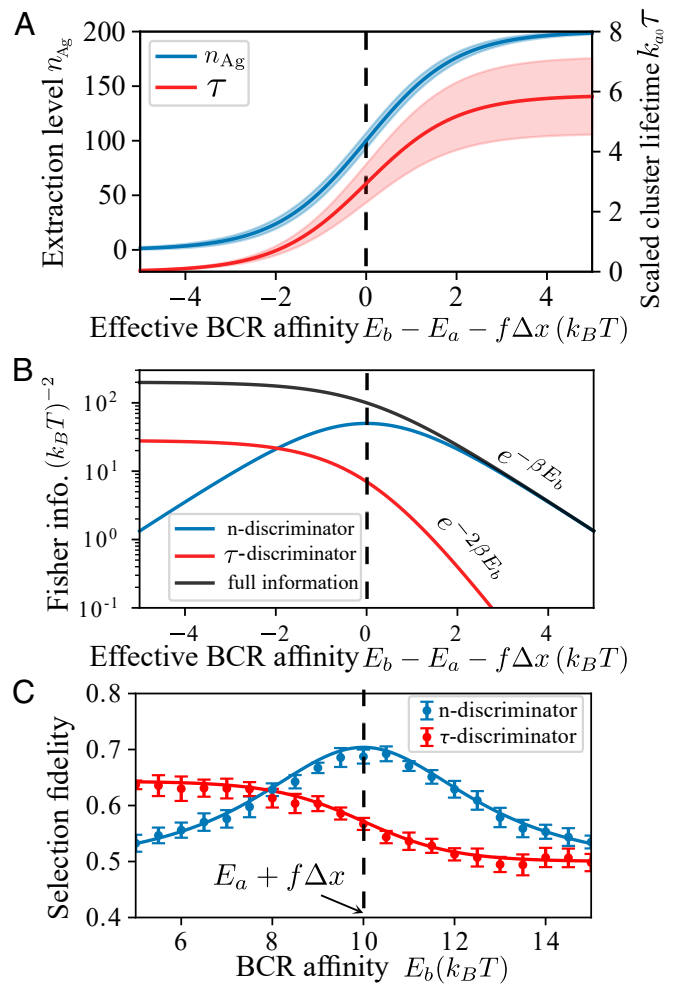 A
200
150
100
50
0
Extraction level n_Ag
n_Ag
τ
8
6
4
2
0
Scaled cluster lifetime k_a0 τ
−4 −2 0 2 4
Effective BCR affinity E_b − E_a − fΔx (k_BT)
B
10^2
10^1
10^0
10^-1
Fisher info. (k_BT)^−2
e^−βE_b
e^−2βE_b
n-discriminator
τ-discriminator
full information
−4 −2 0 2 4
Effective BCR affinity E_b − E_a − fΔx (k_BT)
C
0.8
0.7
0.6
0.5
0.4
Selection fidelity
n-discriminator
τ-discriminator
E_a + fΔx
6 8 10 12 14
BCR affinity E_b(k_BT)